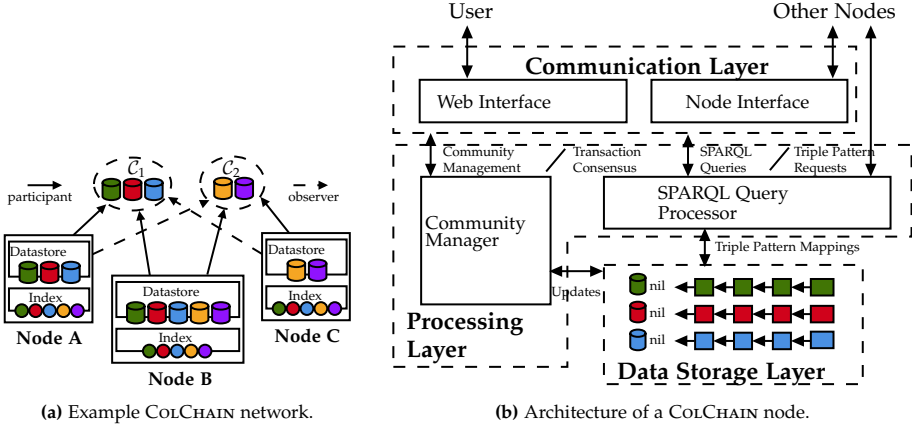 C1
C2
participant
observer
Datastore
Index
Node A
Datastore
Index
Node B
Datastore
Index
Node C
(a) Example COLCHAIN network.
User
Other Nodes
Communication Layer
Web Interface
Node Interface
Community
Management
Transaction
Consensus
SPARQL
Queries
Triple Pattern
Requests
Community
Manager
SPARQL Query
Processor
Triple Pattern Mappings
Updates
nil
nil
nil
Processing
Layer
Data Storage Layer
(b) Architecture of a COLCHAIN node.